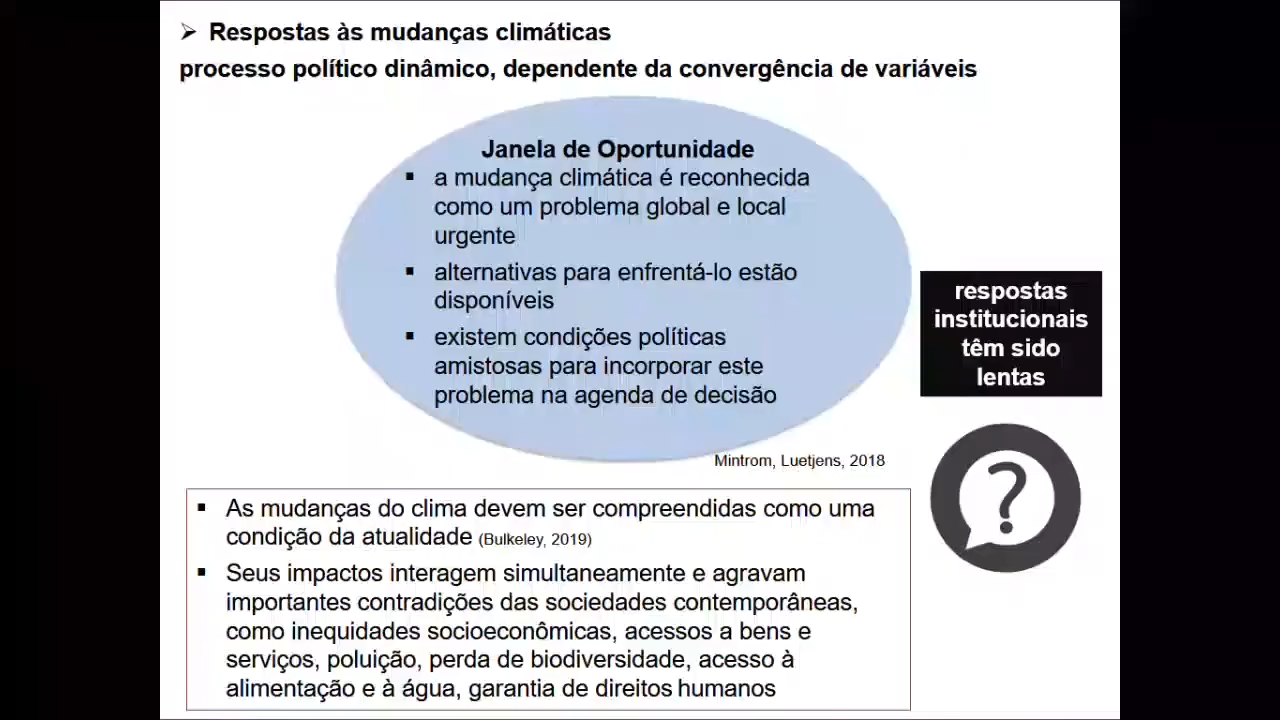 ➢ Respostas às mudanças climáticas
processo político dinâmico, dependente da convergência de variáveis
Janela de Oportunidade
▪ a mudança climática é reconhecida
como um problema global e local
urgente
▪ alternativas para enfrentá-lo estão
disponíveis
▪ existem condições políticas
amistosas para incorporar este
problema na agenda de decisão
Mintrom, Luetjens, 2018
respostas
institucionais
têm sido
lentas
?
▪ As mudanças do clima devem ser compreendidas como uma
condição da atualidade (Bulkeley, 2019)
▪ Seus impactos interagem simultaneamente e agravam
importantes contradições das sociedades contemporâneas,
como inequidades socioeconômicas, acessos a bens e
serviços, poluição, perda de biodiversidade, acesso à
alimentação e à água, garantia de direitos humanos